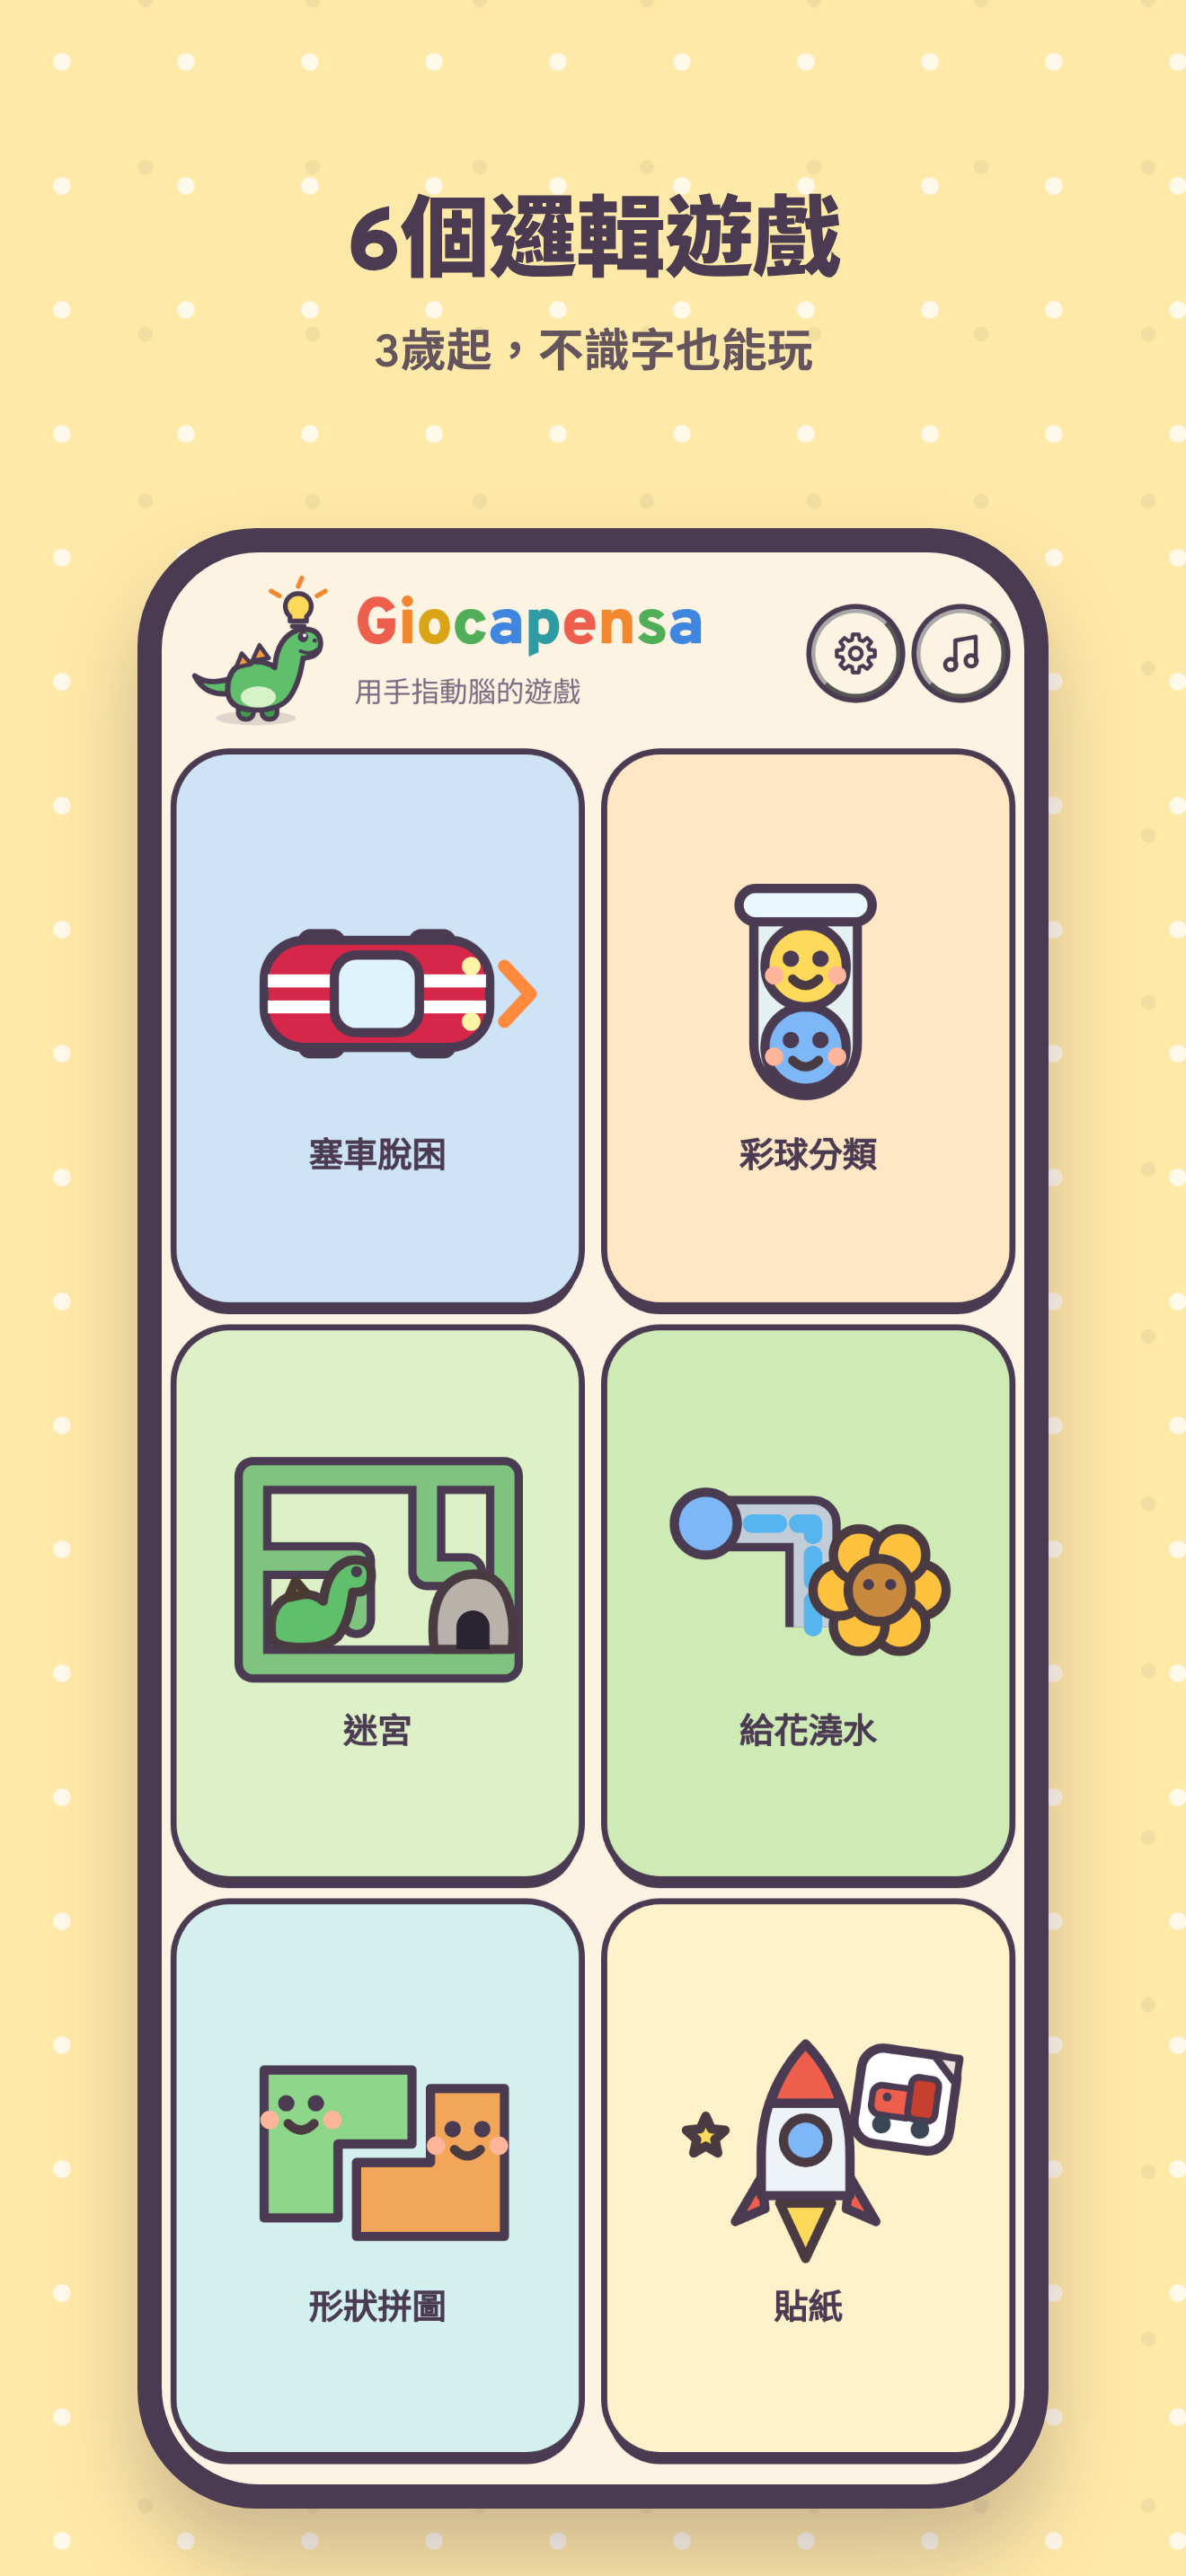 6個邏輯遊戲
3歲起，不識字也能玩
Giocapensa
用手指動腦的遊戲
塞車脫困
彩球分類
迷宮
給花澆水
形狀拼圖
貼紙